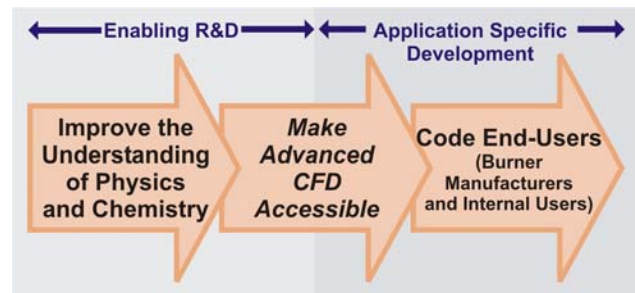 Enabling R&D
Application Specific
Development
Improve the
Understanding
of Physics
and Chemistry
Make
Advanced
CFD
Accessible
Code End-Users
(Burner
Manufacturers
and Internal Users)